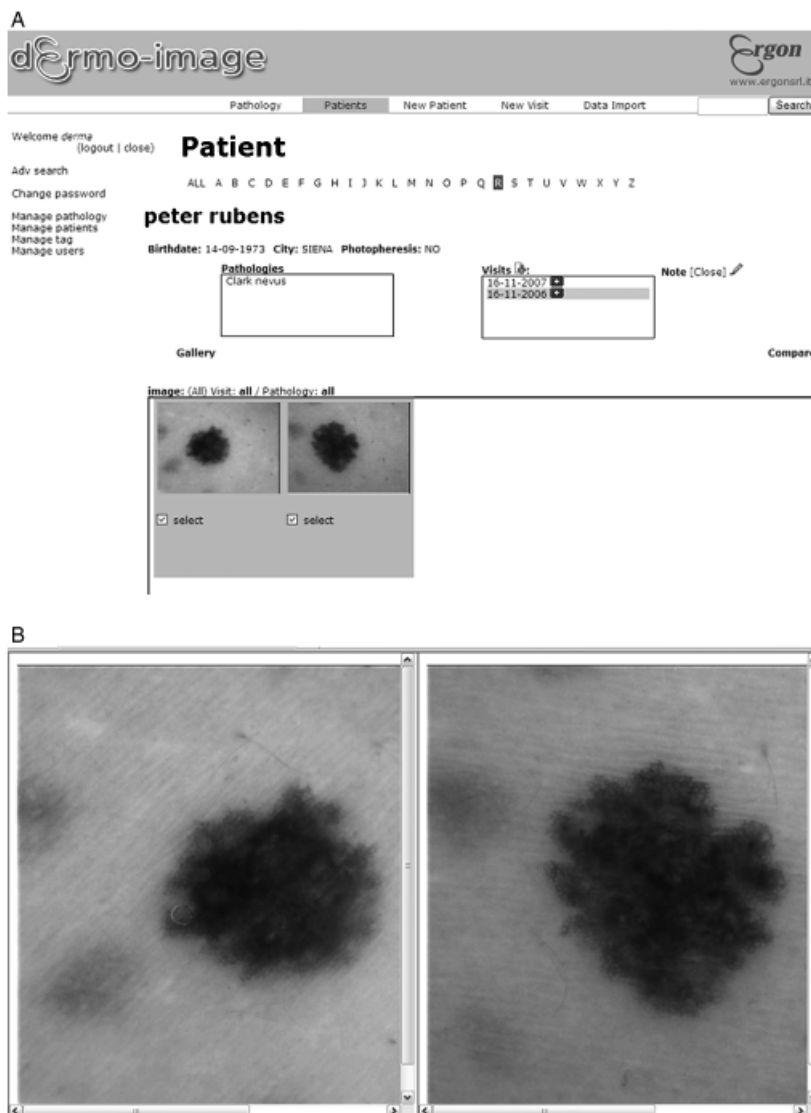 A
dErmo-image
Ergon
www.ergonsrl.it
Pathology Patients New Patient New Visit Data Import Search
Welcome derma
(logout | close)
Adv search
Change password
Manage pathology
Manage patients
Manage tag
Manage users
Patient
ALL A B C D E F G H I J K L M N O P Q R S T U V W X Y Z
peter rubens
Birthdate: 14-09-1973 City: SIENA Photopheresis: NO
Pathologies
Clark nevus
Visits :
16-11-2007 +
16-11-2006 +
Note [Close]
Gallery Compare
image: (All) Visit: all / Pathology: all
select select
B